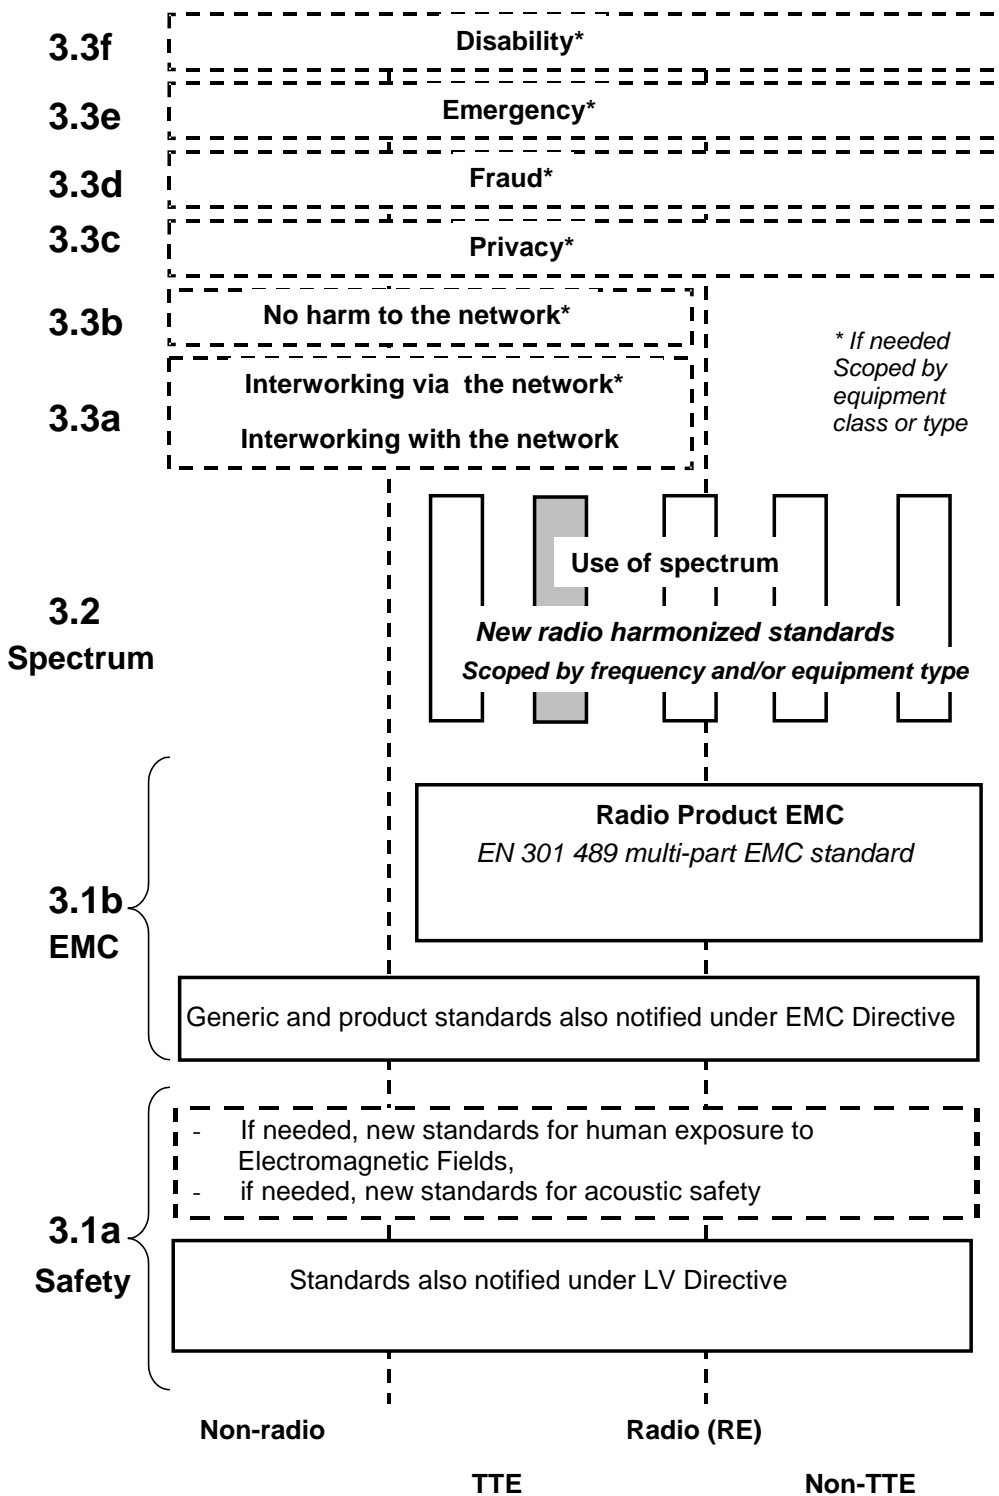 3.3f
Disability*
3.3e
Emergency*
3.3d
Fraud*
3.3c
Privacy*
3.3b
No harm to the network*
* If needed
Scoped by
equipment
class or type
3.3a
Interworking via the network*
Interworking with the network
3.2
Spectrum
Use of spectrum
New radio harmonized standards
Scoped by frequency and/or equipment type
3.1b
EMC
Radio Product EMC
EN 301 489 multi-part EMC standard
Generic and product standards also notified under EMC Directive
3.1a
Safety
- If needed, new standards for human exposure to
Electromagnetic Fields,
- if needed, new standards for acoustic safety
Standards also notified under LV Directive
Non-radio
Radio (RE)
TTE
Non-TTE